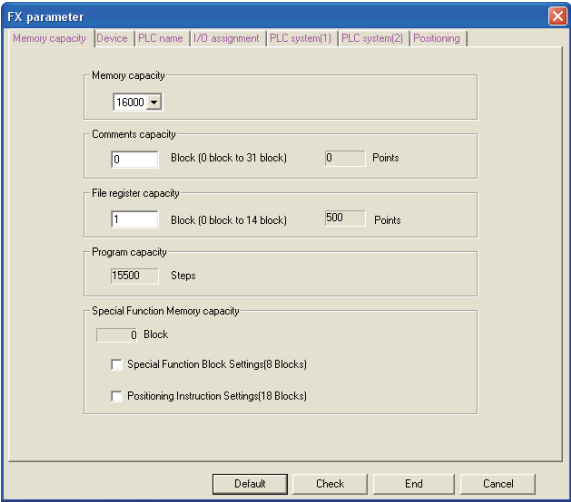 FX parameter
Memory capacity Device PLC name I/O assignment PLC system(1) PLC system(2) Positioning
Memory capacity
16000
Comments capacity
0 Block (0 block to 31 block) 0 Points
File register capacity
1 Block (0 block to 14 block) 500 Points
Program capacity
15500 Steps
Special Function Memory capacity
0 Block
Special Function Block Settings(8 Blocks)
Positioning Instruction Settings(18 Blocks)
Default Check End Cancel